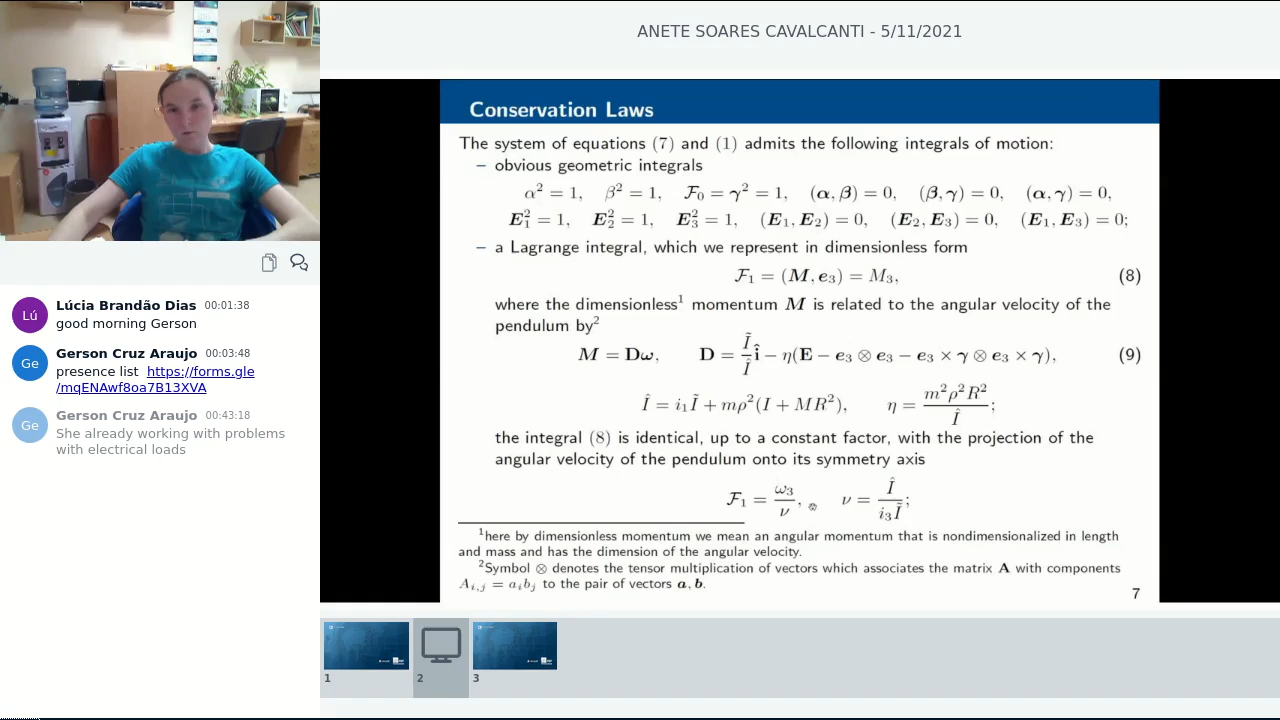 ANETE SOARES CAVALCANTI - 5/11/2021
Lú
Lúcia Brandão Dias 00:01:38
good morning Gerson
Ge
Gerson Cruz Araujo 00:03:48
presence list https://forms.gle
/mqENAwf8oa7B13XVA
Ge
Gerson Cruz Araujo 00:43:18
She already working with problems
with electrical loads
Conservation Laws
The system of equations (7) and (1) admits the following integrals of motion:
– obvious geometric integrals
α² = 1, β² = 1, ℱ₀ = γ² = 1, (α, β) = 0, (β, γ) = 0, (α, γ) = 0,
E₁² = 1, E₂² = 1, E₃² = 1, (E₁, E₂) = 0, (E₂, E₃) = 0, (E₁, E₃) = 0;
– a Lagrange integral, which we represent in dimensionless form
ℱ₁ = (M, e₃) = M₃, (8)
where the dimensionless¹ momentum M is related to the angular velocity of the
pendulum by²
M = Dω, D = Ĩ/Î î − η(E − e₃ ⊗ e₃ − e₃ × γ ⊗ e₃ × γ), (9)
Î = i₁Ĩ + mρ²(I + MR²), η = m²ρ²R²/Î;
the integral (8) is identical, up to a constant factor, with the projection of the
angular velocity of the pendulum onto its symmetry axis
ℱ₁ = ω₃/ν, ν = Î/i₃Ĩ;
¹here by dimensionless momentum we mean an angular momentum that is nondimensionalized in length
and mass and has the dimension of the angular velocity.
²Symbol ⊗ denotes the tensor multiplication of vectors which associates the matrix A with components
Aᵢ,ⱼ = aᵢbⱼ to the pair of vectors a, b.
7
1
2
3